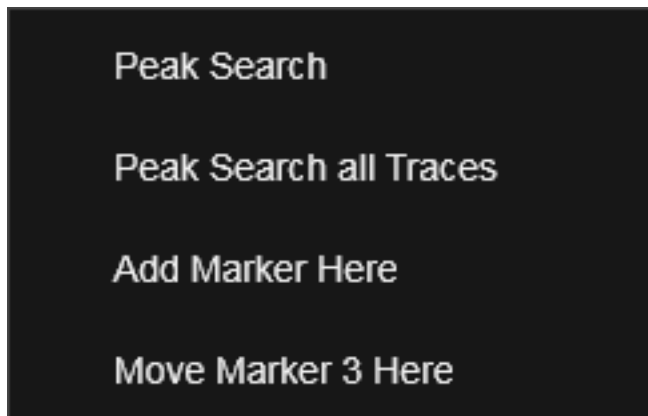 Peak Search
Peak Search all Traces
Add Marker Here
Move Marker 3 Here